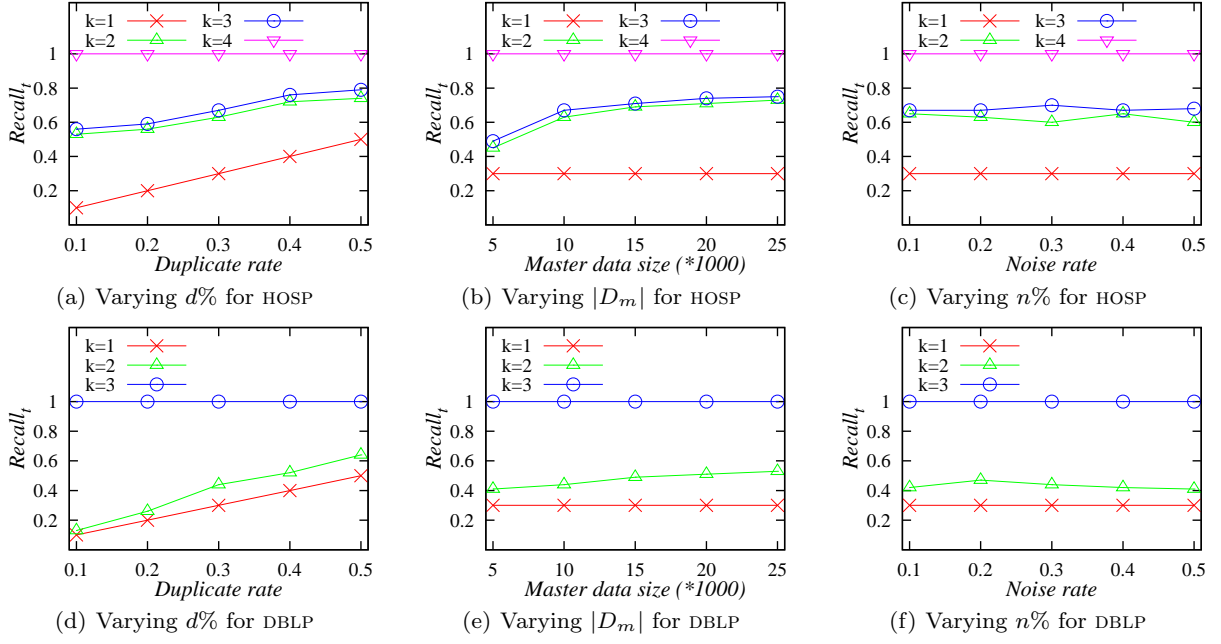 k=1 k=3
k=2 k=4
Recall_t
1
0.8
0.6
0.4
0.2
0.1 0.2 0.3 0.4 0.5
Duplicate rate
(a) Varying d% for HOSP
k=1 k=3
k=2 k=4
Recall_t
1
0.8
0.6
0.4
0.2
5 10 15 20 25
Master data size (*1000)
(b) Varying |D_m| for HOSP
k=1 k=3
k=2 k=4
Recall_t
1
0.8
0.6
0.4
0.2
0.1 0.2 0.3 0.4 0.5
Noise rate
(c) Varying n% for HOSP
k=1
k=2
k=3
Recall_t
1
0.8
0.6
0.4
0.2
0.1 0.2 0.3 0.4 0.5
Duplicate rate
(d) Varying d% for DBLP
k=1
k=2
k=3
Recall_t
1
0.8
0.6
0.4
0.2
5 10 15 20 25
Master data size (*1000)
(e) Varying |D_m| for DBLP
k=1
k=2
k=3
Recall_t
1
0.8
0.6
0.4
0.2
0.1 0.2 0.3 0.4 0.5
Noise rate
(f) Varying n% for DBLP